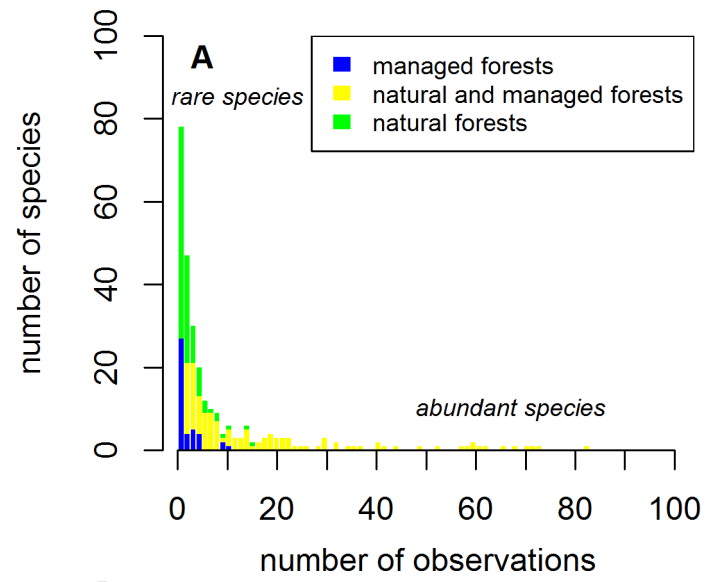 A
rare species
managed forests
natural and managed forests
natural forests
number of species
0
20
40
60
80
100
abundant species
0 20 40 60 80 100
number of observations